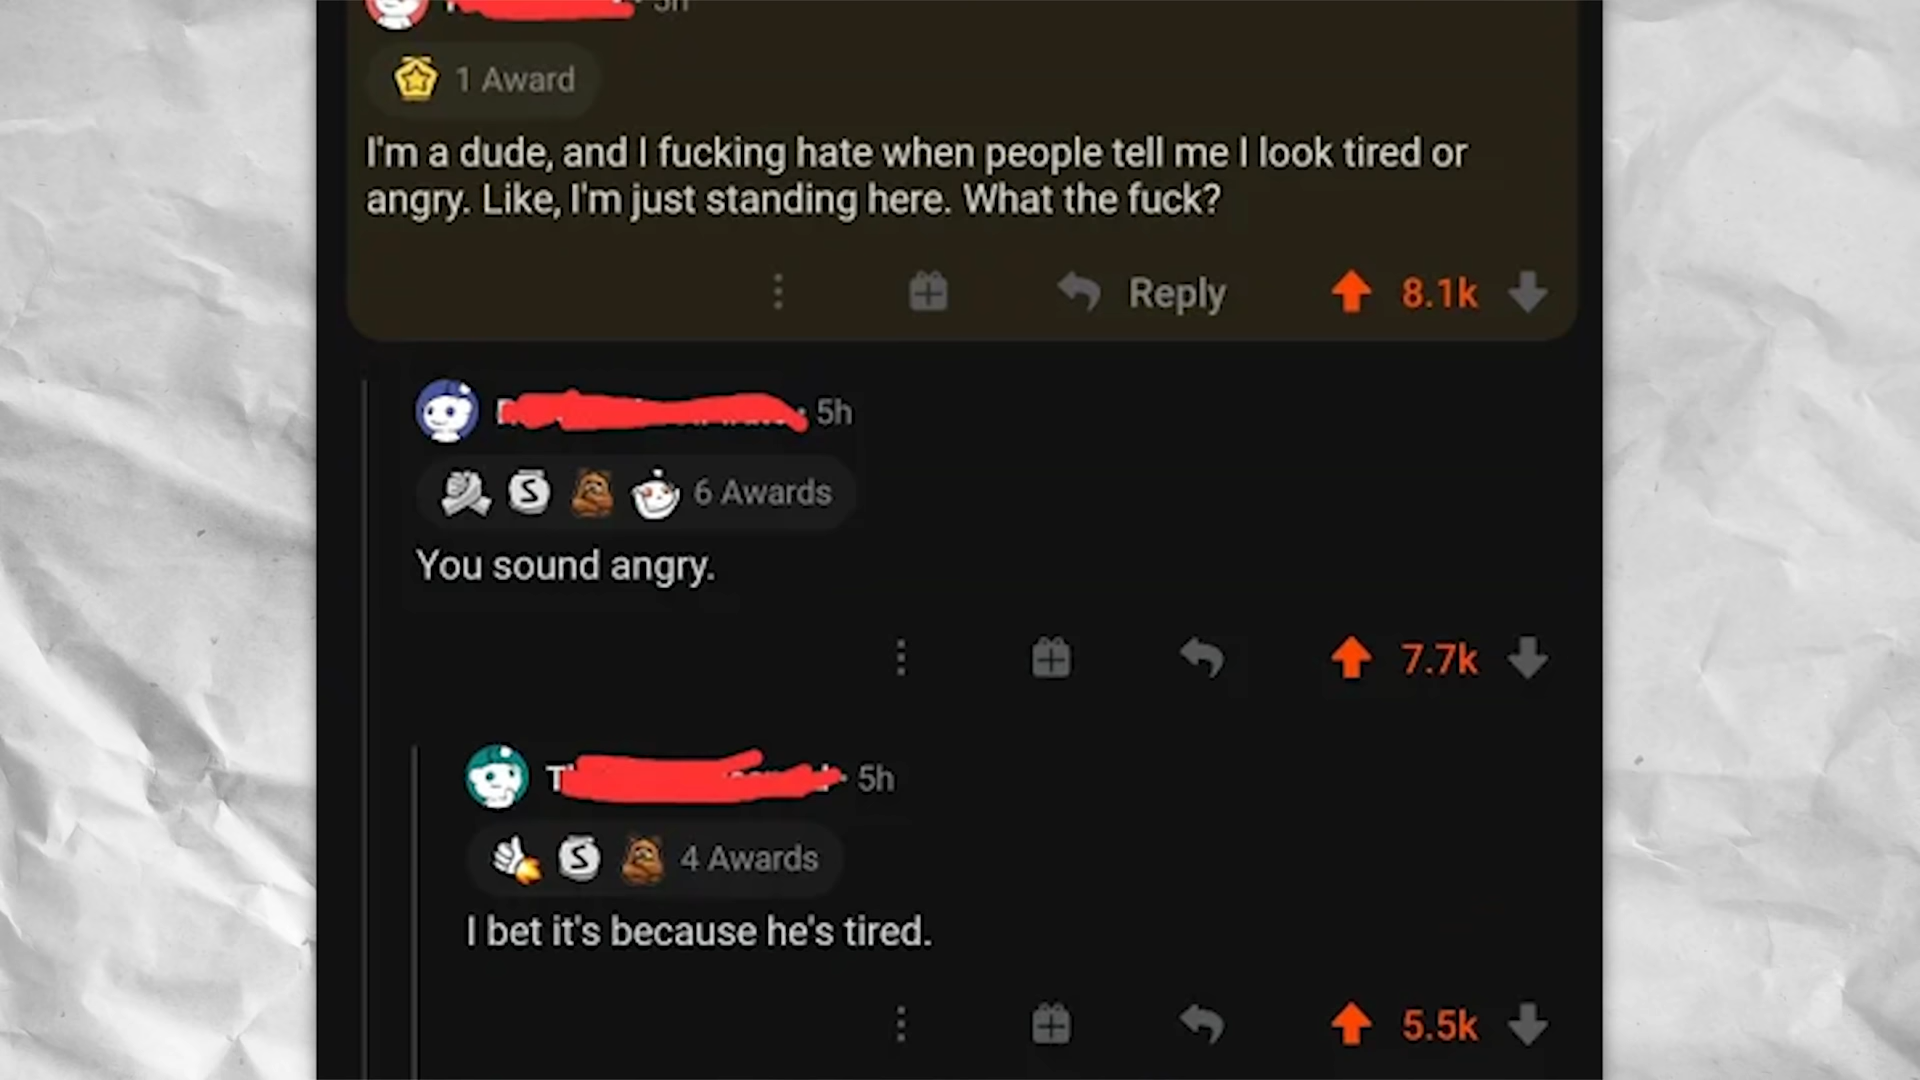 1 Award
I'm a dude, and I fucking hate when people tell me I look tired or
angry. Like, I'm just standing here. What the fuck?
Reply 8.1k
5h
6 Awards
You sound angry.
7.7k
5h
4 Awards
I bet it's because he's tired.
5.5k